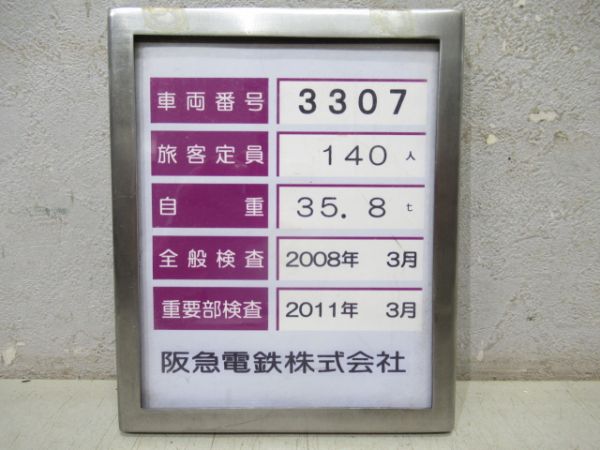 車両番号 3307
旅客定員 140 人
自重 35.8 t
全般検査 2008年 3月
重要部検査 2011年 3月
阪急電鉄株式会社